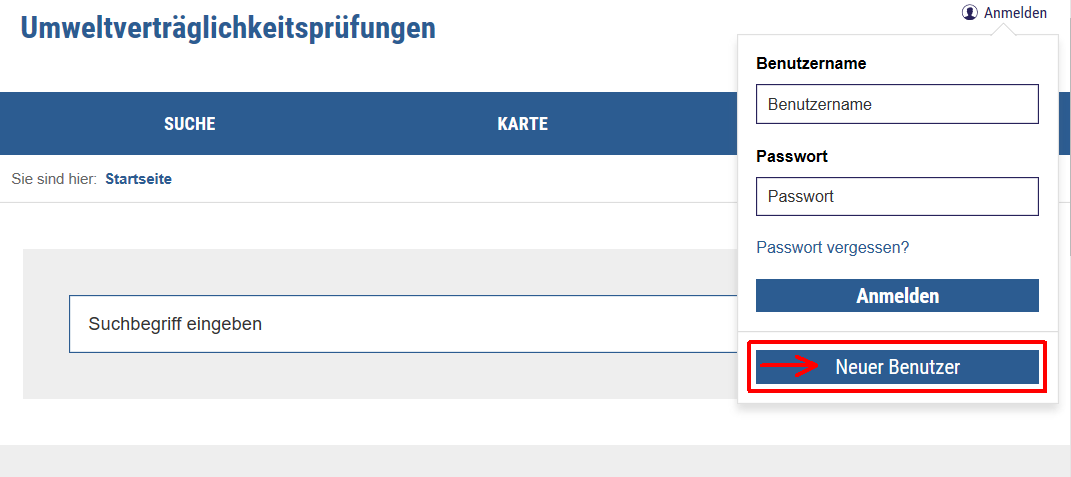 Umweltverträglichkeitsprüfungen
Anmelden
SUCHE
KARTE
Sie sind hier: Startseite
Suchbegriff eingeben
Benutzername
Benutzername
Passwort
Passwort
Passwort vergessen?
Anmelden
Neuer Benutzer